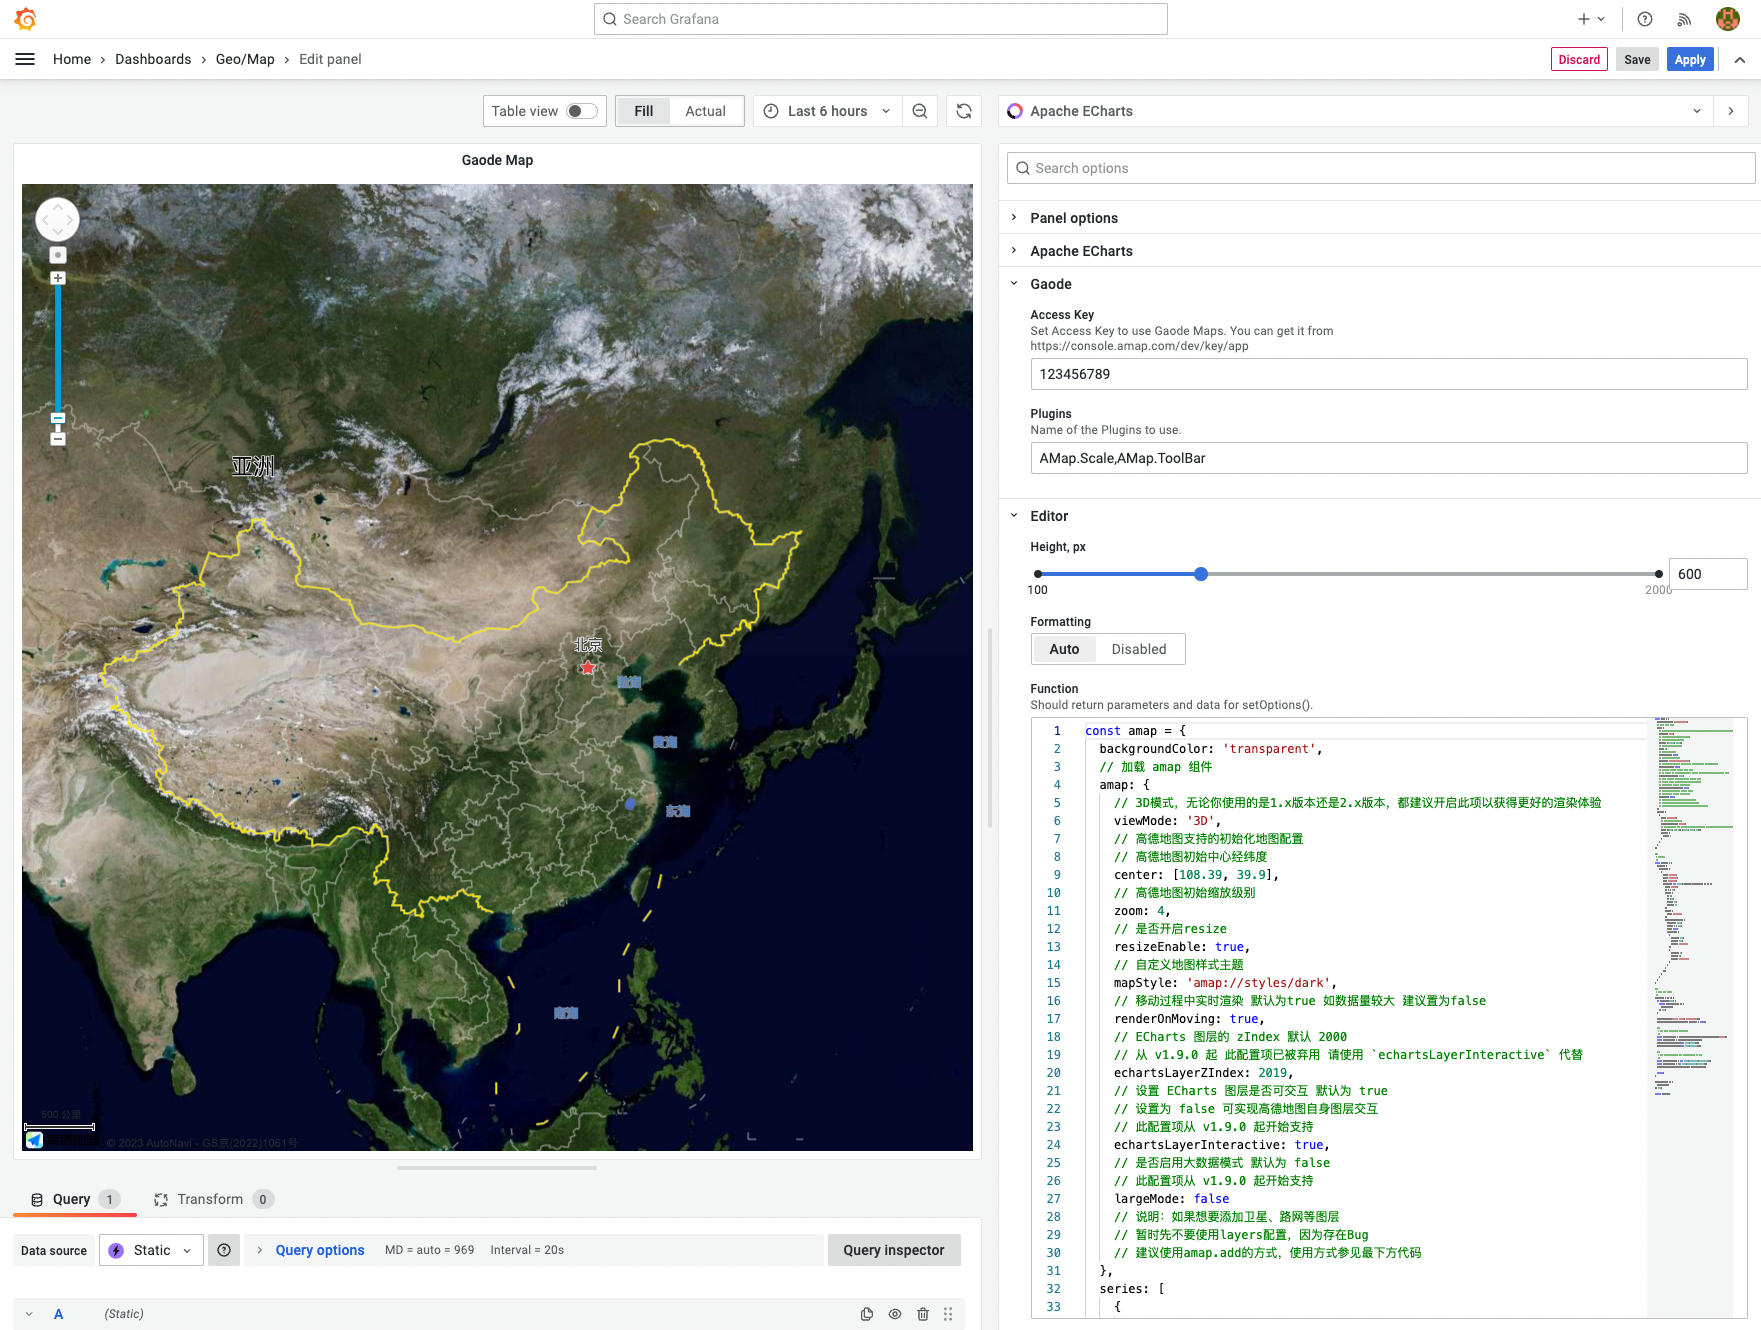 Search Grafana
Home
Dashboards
Geo/Map
Edit panel
Discard
Save
Apply
Table view
Fill
Actual
Last 6 hours
Apache ECharts
Gaode Map
亚洲
北京
500 公里
© 2023 AutoNavi - GS京(2022)1061号
Query 1
Transform 0
Data source
Static
Query options
MD = auto = 969
Interval = 20s
Query inspector
A
(Static)
Search options
Panel options
Apache ECharts
Gaode
Access Key
Set Access Key to use Gaode Maps. You can get it from
https://console.amap.com/dev/key/app
123456789
Plugins
Name of the Plugins to use.
AMap.Scale,AMap.ToolBar
Editor
Height, px
100
2000
600
Formatting
Auto
Disabled
Function
Should return parameters and data for setOptions().
1 const amap = {
2 backgroundColor: 'transparent',
3 // 加载 amap 组件
4 amap: {
5 // 3D模式，无论你使用的是1.x版本还是2.x版本，都建议开启此项以获得更好的渲染体验
6 viewMode: '3D',
7 // 高德地图支持的初始化地图配置
8 // 高德地图初始中心经纬度
9 center: [108.39, 39.9],
10 // 高德地图初始缩放级别
11 zoom: 4,
12 // 是否开启resize
13 resizeEnable: true,
14 // 自定义地图样式主题
15 mapStyle: 'amap://styles/dark',
16 // 移动过程中实时渲染 默认为true 如数据量较大 建议置为false
17 renderOnMoving: true,
18 // ECharts 图层的 zIndex 默认 2000
19 // 从 v1.9.0 起 此配置项已被弃用 请使用 `echartsLayerInteractive` 代替
20 echartsLayerZIndex: 2019,
21 // 设置 ECharts 图层是否可交互 默认为 true
22 // 设置为 false 可实现高德地图自身图层交互
23 // 此配置项从 v1.9.0 起开始支持
24 echartsLayerInteractive: true,
25 // 是否启用大数据模式 默认为 false
26 // 此配置项从 v1.9.0 起开始支持
27 largeMode: false
28 // 说明：如果想要添加卫星、路网等图层
29 // 暂时先不要使用layers配置，因为存在Bug
30 // 建议使用amap.add的方式，使用方式参见最下方代码
31 },
32 series: [
33 {